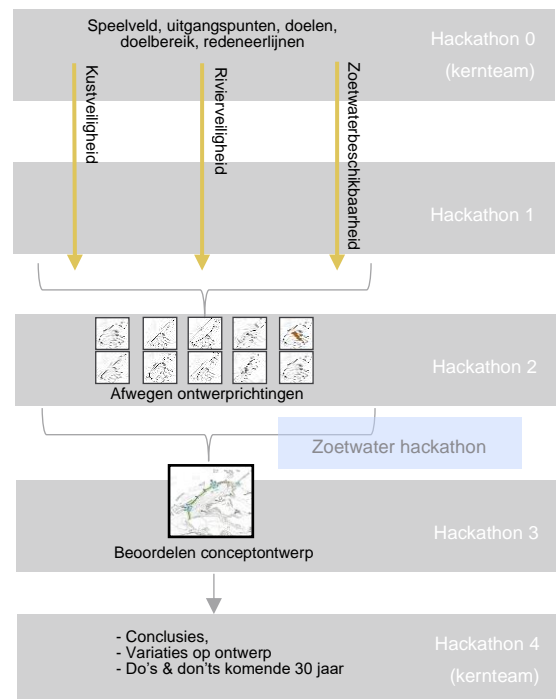 Speelveld, uitgangspunten, doelen,
doelbereik, redeneerlijnen
Hackathon 0
(kernteam)
Kustveiligheid
Rivierveiligheid
Zoetwaterbeschikbaarheid
Hackathon 1
Hackathon 2
Afwegen ontwerprichtingen
Zoetwater hackathon
Hackathon 3
Beoordelen conceptontwerp
- Conclusies,
- Variaties op ontwerp
- Do's & don'ts komende 30 jaar
Hackathon 4
(kernteam)